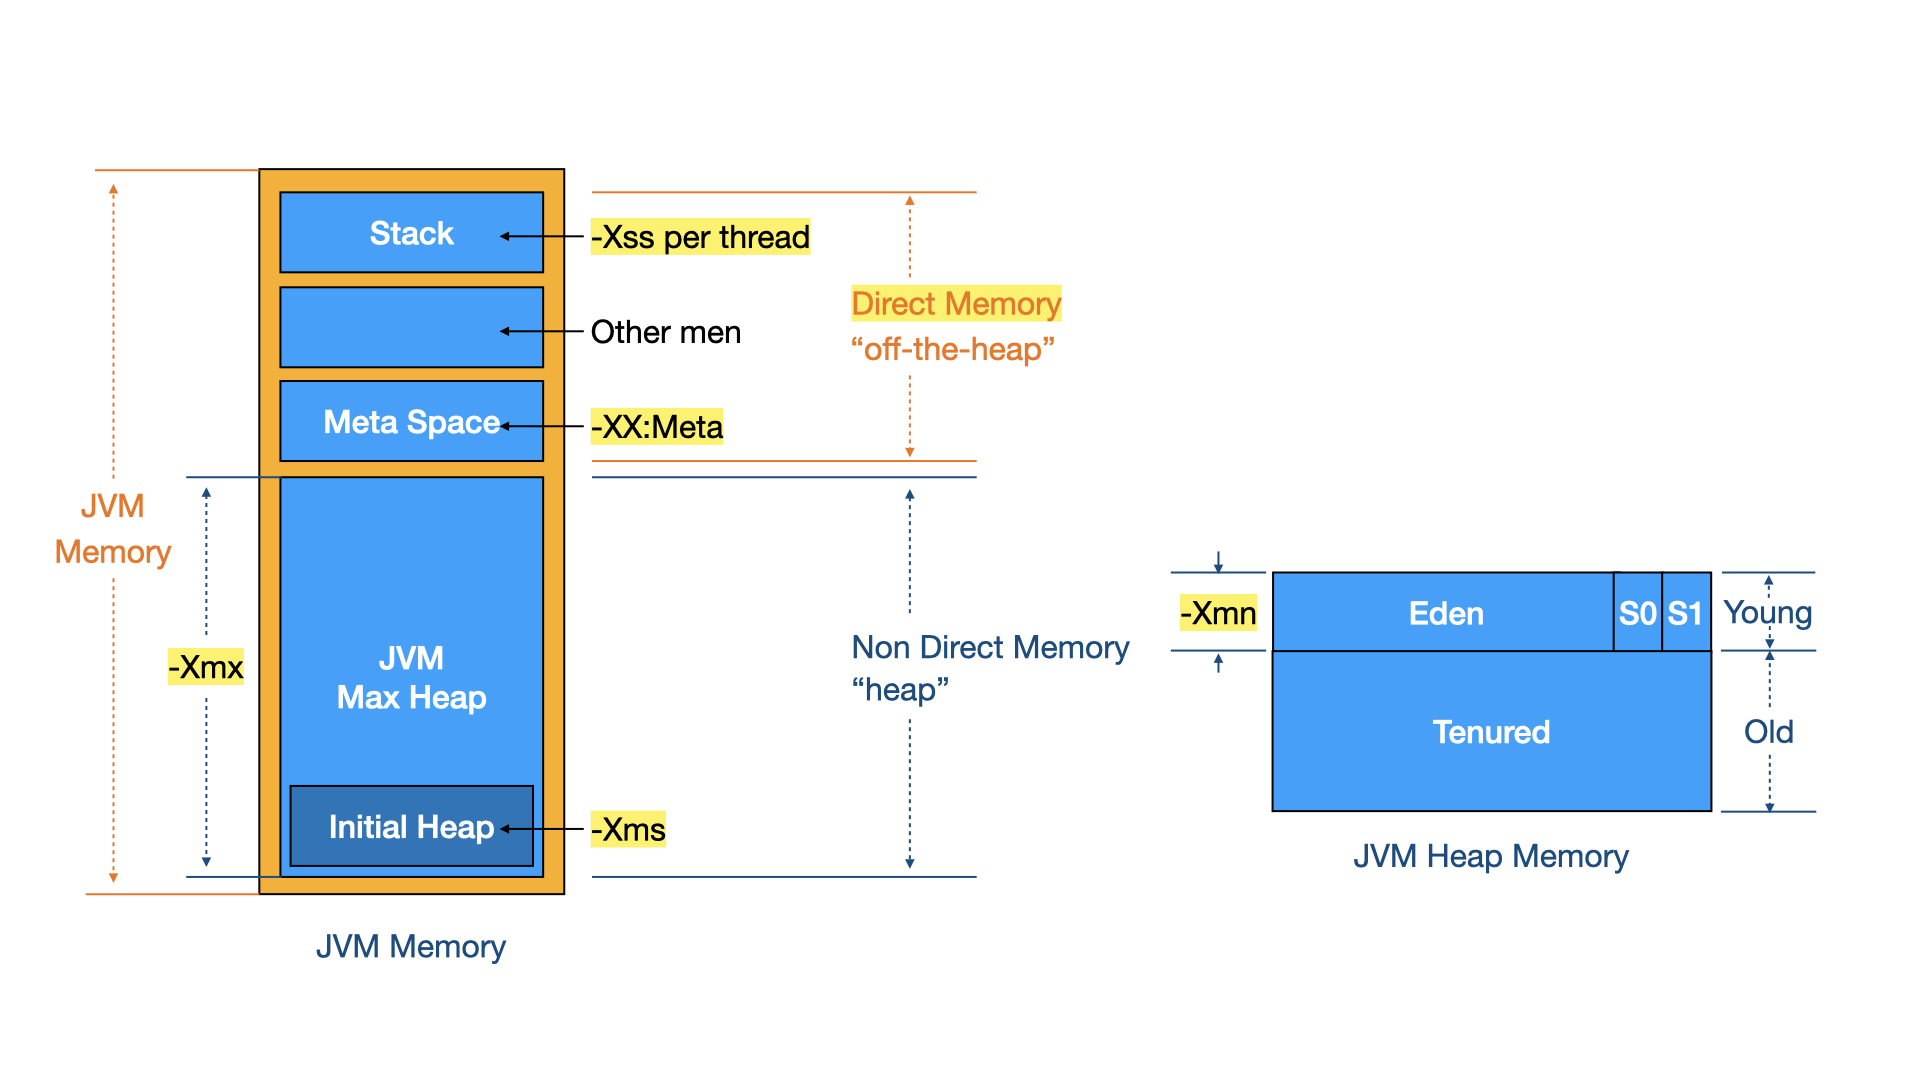 Stack
-Xss per thread
Direct Memory
“off-the-heap”
Other men
Meta Space
-XX:Meta
JVM
Memory
-Xmx
JVM
Max Heap
Non Direct Memory
“heap”
Initial Heap
-Xms
JVM Memory
-Xmn
Eden
S0
S1
Young
Tenured
Old
JVM Heap Memory